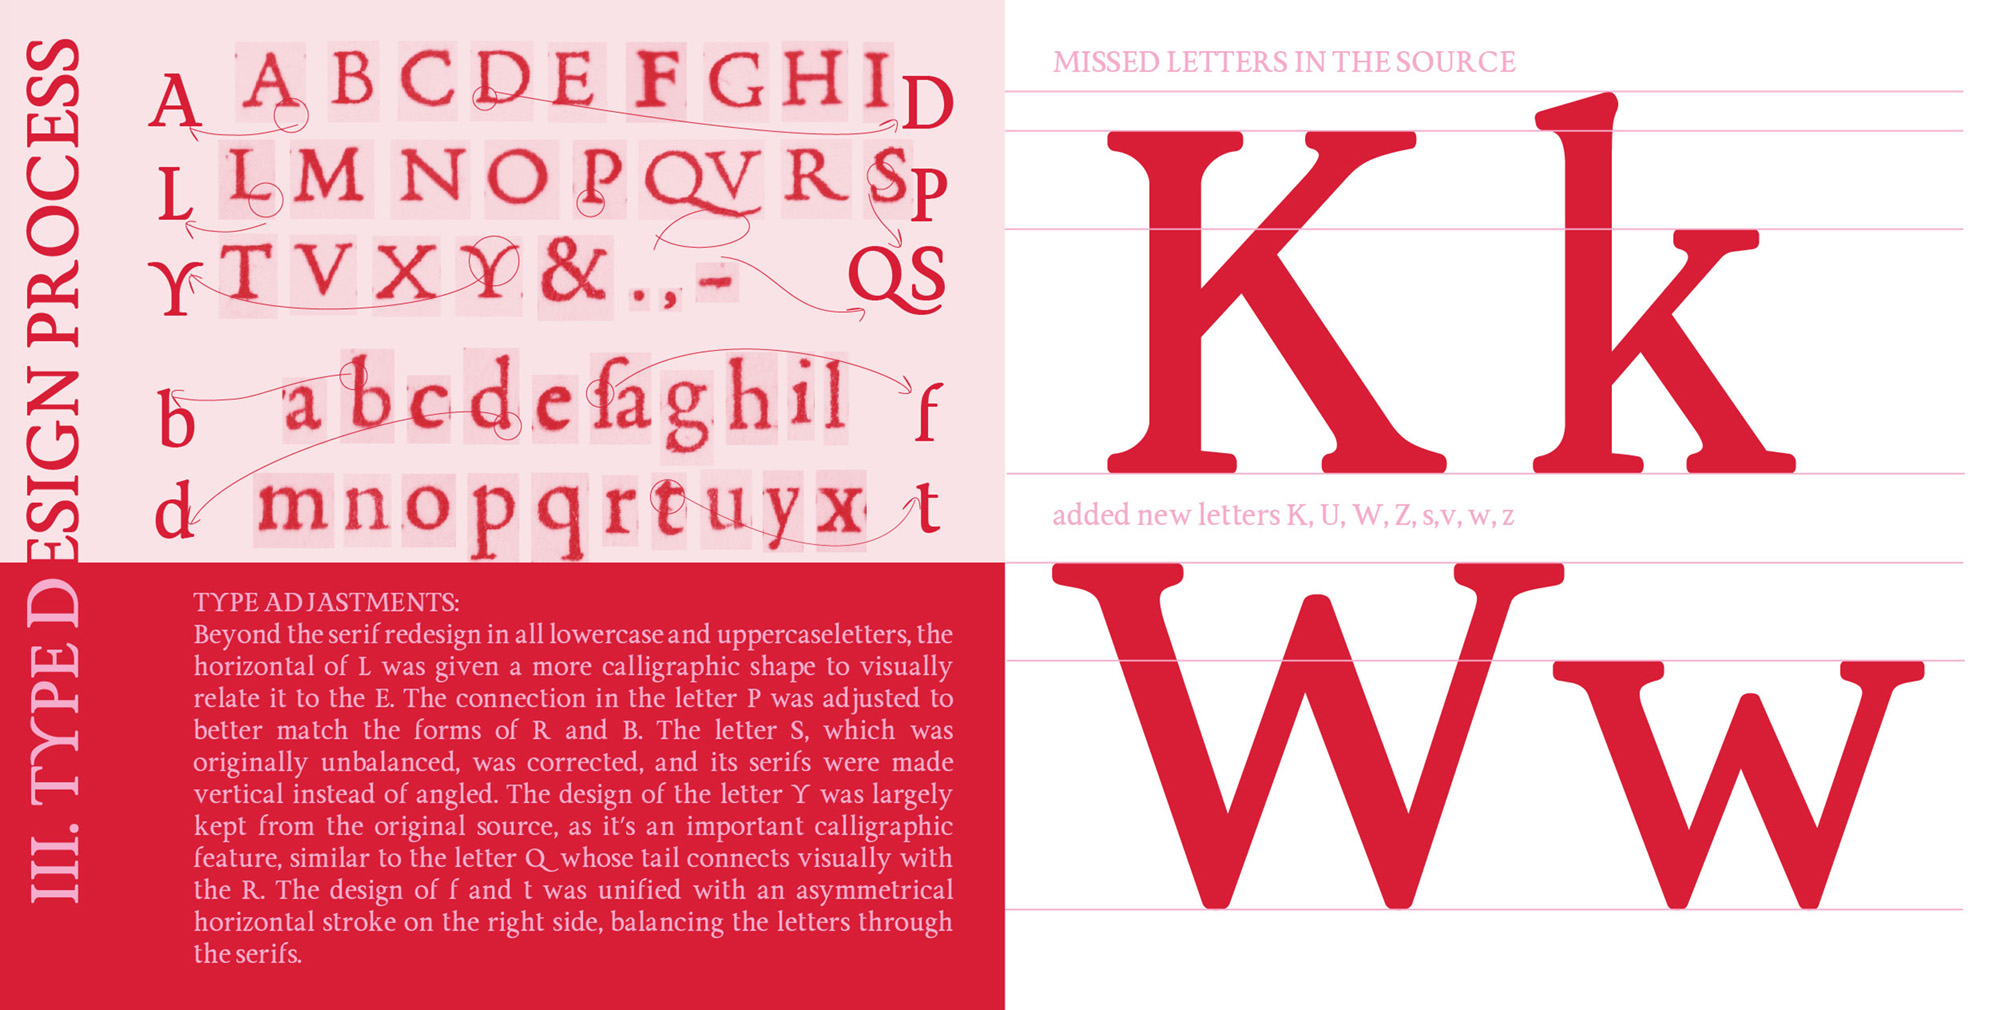 III. TYPE DESIGN PROCESS
A A B C D E F G H I D
L L M N O P QV R S P
Y T V X Y & . , - QS
b a b c d e fa g h i l f
d m n o p q r t u y x t
TYPE ADJASTMENTS:
Beyond the serif redesign in all lowercase and uppercaseletters, the
horizontal of L was given a more calligraphic shape to visually
relate it to the E. The connection in the letter P was adjusted to
better match the forms of R and B. The letter S, which was
originally unbalanced, was corrected, and its serifs were made
vertical instead of angled. The design of the letter Y was largely
kept from the original source, as it's an important calligraphic
feature, similar to the letter Q whose tail connects visually with
the R. The design of f and t was unified with an asymmetrical
horizontal stroke on the right side, balancing the letters through
the serifs.
MISSED LETTERS IN THE SOURCE
K k
added new letters K, U, W, Z, s,v, w, z
W w